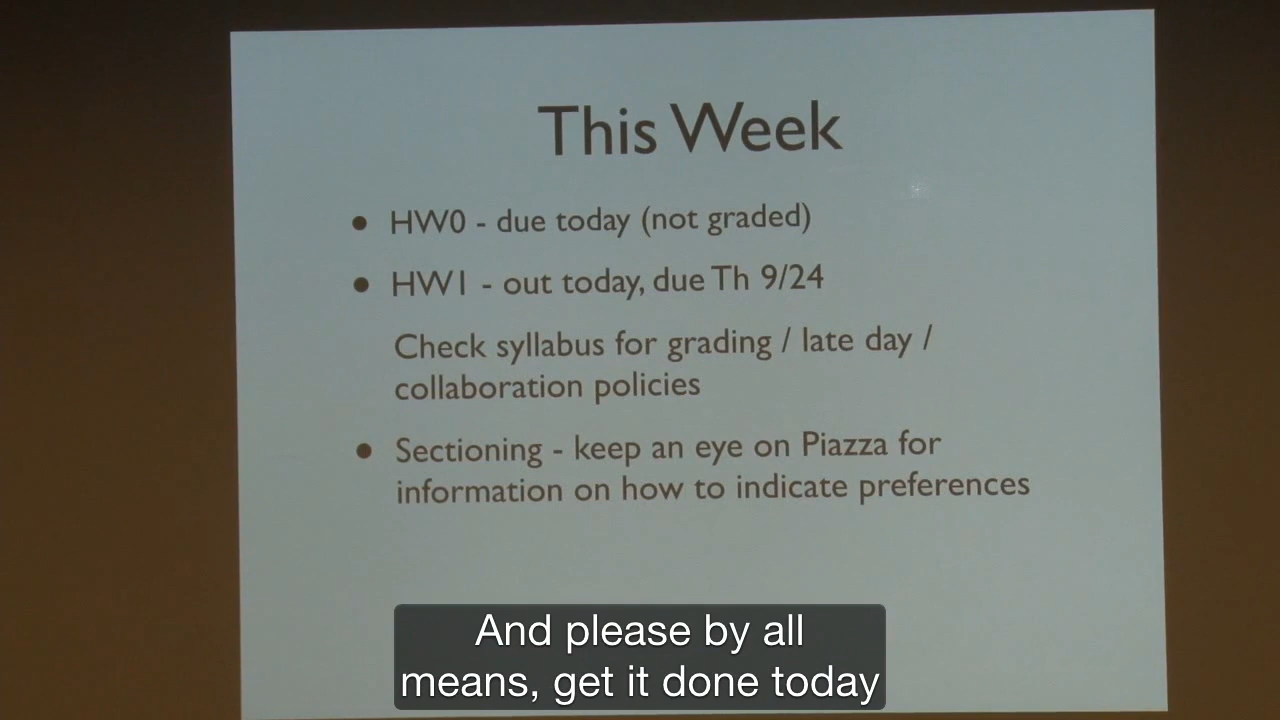 This Week
• HW0 - due today (not graded)
• HW1 - out today, due Th 9/24
Check syllabus for grading / late day /
collaboration policies
• Sectioning - keep an eye on Piazza for
information on how to indicate preferences
And please by all
means, get it done today